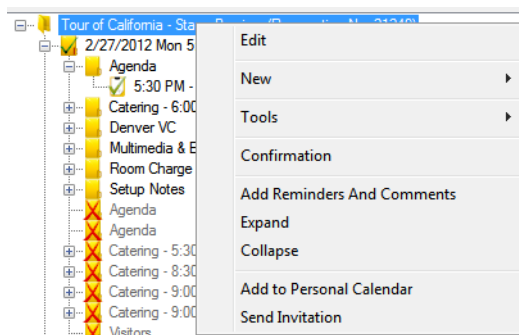 Tour of California - Sta
2/27/2012 Mon 5
Agenda
5:30 PM -
Catering - 6:00
Denver VC
Multimedia & E
Room Charge
Setup Notes
Agenda
Agenda
Catering - 5:30
Catering - 8:30
Catering - 9:00
Catering - 9:00
Visitors
Edit
New
Tools
Confirmation
Add Reminders And Comments
Expand
Collapse
Add to Personal Calendar
Send Invitation